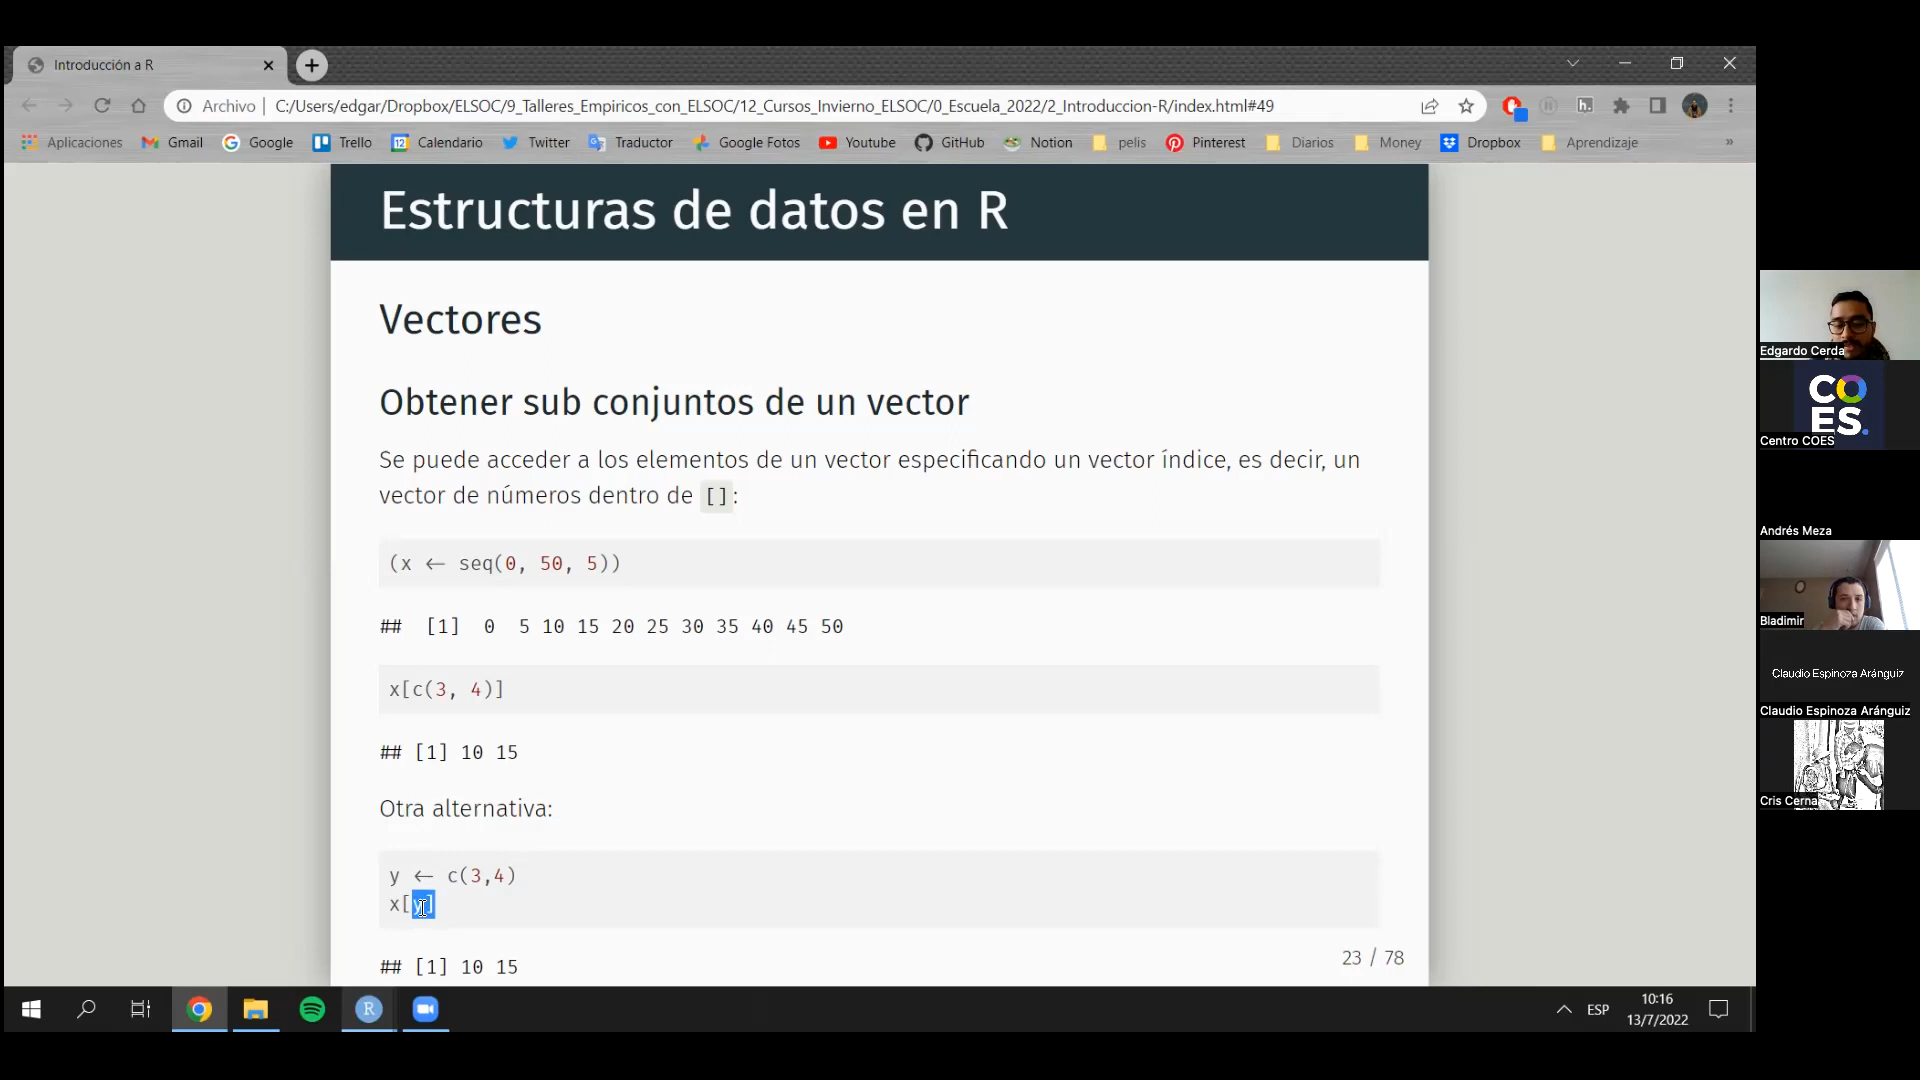 Introducción a R
Archivo | C:/Users/edgar/Dropbox/ELSOC/9_Talleres_Empiricos_con_ELSOC/12_Cursos_Invierno_ELSOC/0_Escuela_2022/2_Introduccion-R/index.html#49
Aplicaciones Gmail Google Trello 12 Calendario Twitter Traductor Google Fotos Youtube GitHub Notion pelis Pinterest Diarios Money Dropbox Aprendizaje »
Estructuras de datos en R
Vectores
Obtener sub conjuntos de un vector
Se puede acceder a los elementos de un vector especificando un vector índice, es decir, un
vector de números dentro de []:
(x ← seq(0, 50, 5))
## [1] 0 5 10 15 20 25 30 35 40 45 50
x[c(3, 4)]
## [1] 10 15
Otra alternativa:
y ← c(3,4)
x[y]
## [1] 10 15
23 / 78
Edgardo Cerda
COES.
Centro COES
Andrés Meza
Bladimir
Claudio Espinoza Aránguiz
Claudio Espinoza Aránguiz
Cris Cerna
R
ESP
10:16
13/7/2022